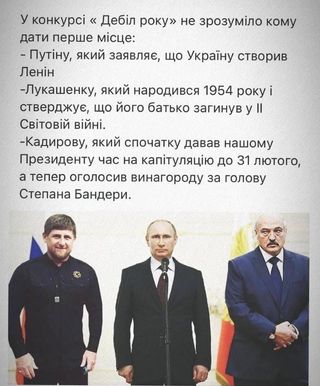 У конкурсі « Дебіл року» не зрозуміло кому
дати перше місце:
- Путіну, який заявляє, що Україну створив
Ленін
-Лукашенку, який народився 1954 року і
стверджує, що його батько загинув у ІІ
Світовій війні.
-Кадирову, який спочатку давав нашому
Президенту час на капітуляцію до 31 лютого,
а тепер оголосив винагороду за голову
Степана Бандери.